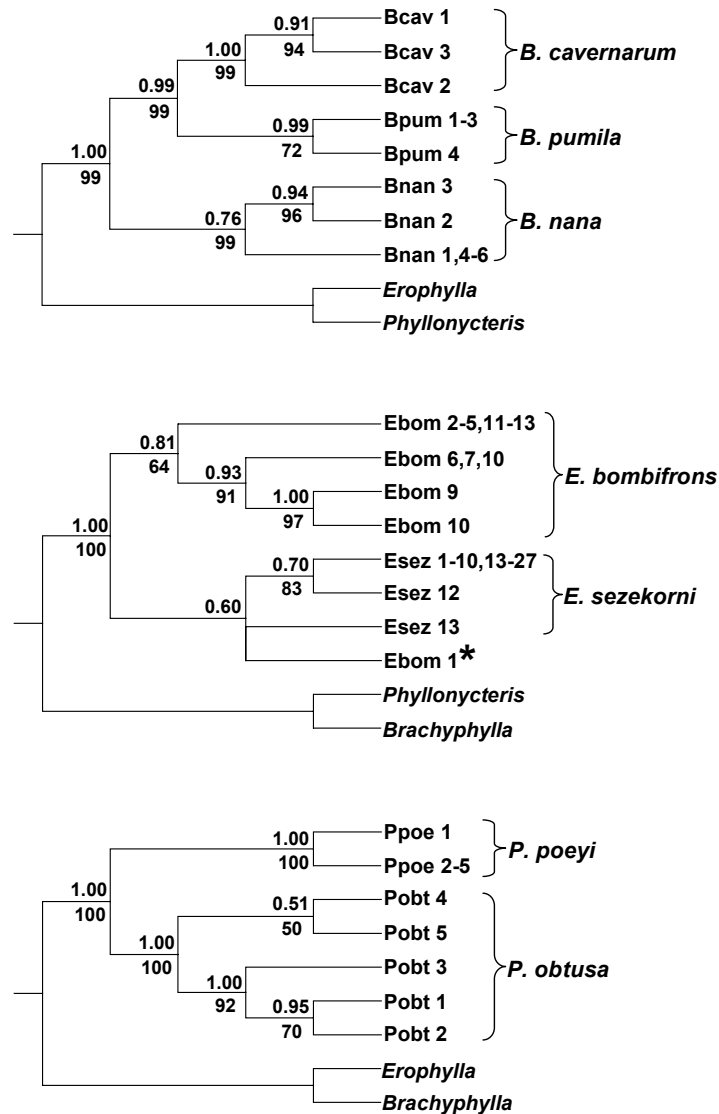 0.91
Bcav 1
1.00
94
Bcav 3
B. cavernarum
0.99
99
Bcav 2
99
0.99
Bpum 1-3
B. pumila
1.00
72
Bpum 4
99
0.94
Bnan 3
0.76
96
Bnan 2
B. nana
99
Bnan 1,4-6
Erophylla
Phyllonycteris
0.81
Ebom 2-5,11-13
64
0.93
Ebom 6,7,10
E. bombifrons
91
1.00
Ebom 9
1.00
97
Ebom 10
100
0.70
Esez 1-10,13-27
0.60
83
Esez 12
E. sezekorni
Esez 13
Ebom 1*
Phyllonycteris
Brachyphylla
1.00
Ppoe 1
P. poeyi
1.00
100
Ppoe 2-5
100
0.51
Pobt 4
1.00
50
Pobt 5
100
1.00
Pobt 3
P. obtusa
92
0.95
Pobt 1
70
Pobt 2
Erophylla
Brachyphylla